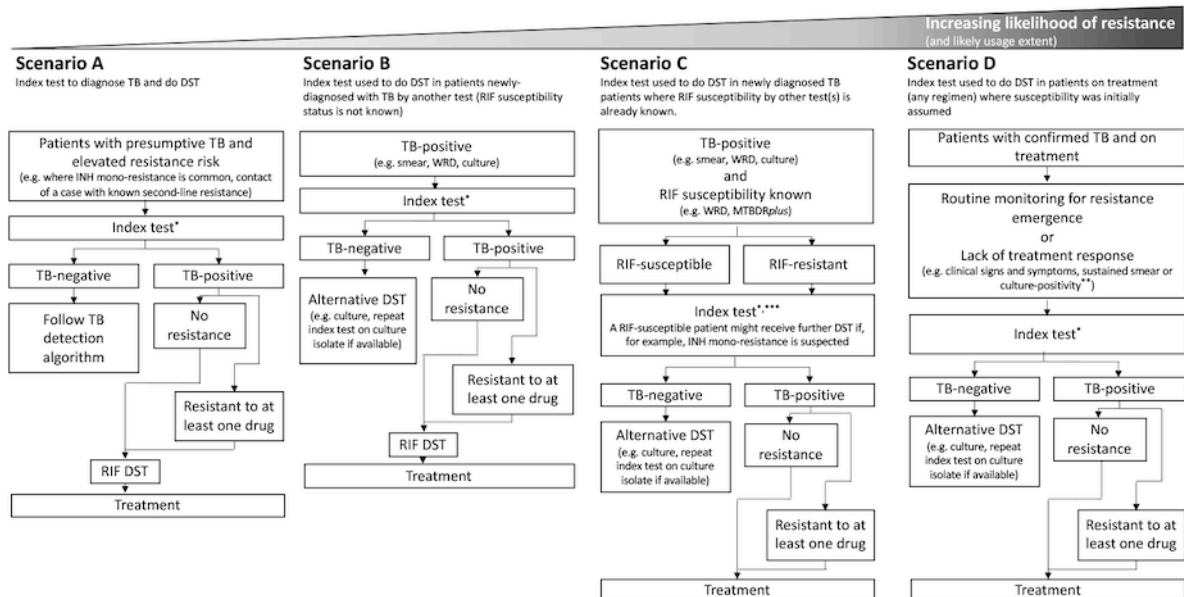 Increasing likelihood of resistance
(and likely usage extent)
Scenario A
Index test to diagnose TB and do DST
Patients with presumptive TB and
elevated resistance risk
(e.g. where INH mono-resistance is common, contact
of a case with known second-line resistance)
Index test*
TB-negative
TB-positive
Follow TB
detection
algorithm
No
resistance
Resistant to at
least one drug
RIF DST
Treatment
Scenario B
Index test used to do DST in patients newly-
diagnosed with TB by another test (RIF susceptibility
status is not known)
TB-positive
(e.g. smear, WRD, culture)
Index test*
TB-negative
TB-positive
Alternative DST
(e.g. culture, repeat
index test on culture
isolate if available)
No
resistance
Resistant to at
least one drug
RIF DST
Treatment
Scenario C
Index test used to do DST in newly diagnosed TB
patients where RIF susceptibility by other test(s) is
already known.
TB-positive
(e.g. smear, WRD, culture)
and
RIF susceptibility known
(e.g. WRD, MTBDRplus)
RIF-susceptible
RIF-resistant
Index test*,***
A RIF-susceptible patient might receive further DST if,
for example, INH mono-resistance is suspected
TB-negative
TB-positive
Alternative DST
(e.g. culture, repeat
index test on culture
isolate if available)
No
resistance
Resistant to at
least one drug
Treatment
Scenario D
Index test used to do DST in patients on treatment
(any regimen) where susceptibility was initially
assumed
Patients with confirmed TB and on
treatment
Routine monitoring for resistance
emergence
or
Lack of treatment response
(e.g. clinical signs and symptoms, sustained smear or
culture-positivity**)
Index test*
TB-negative
TB-positive
Alternative DST
(e.g. culture, repeat
index test on culture
isolate if available)
No
resistance
Resistant to at
least one drug
Treatment